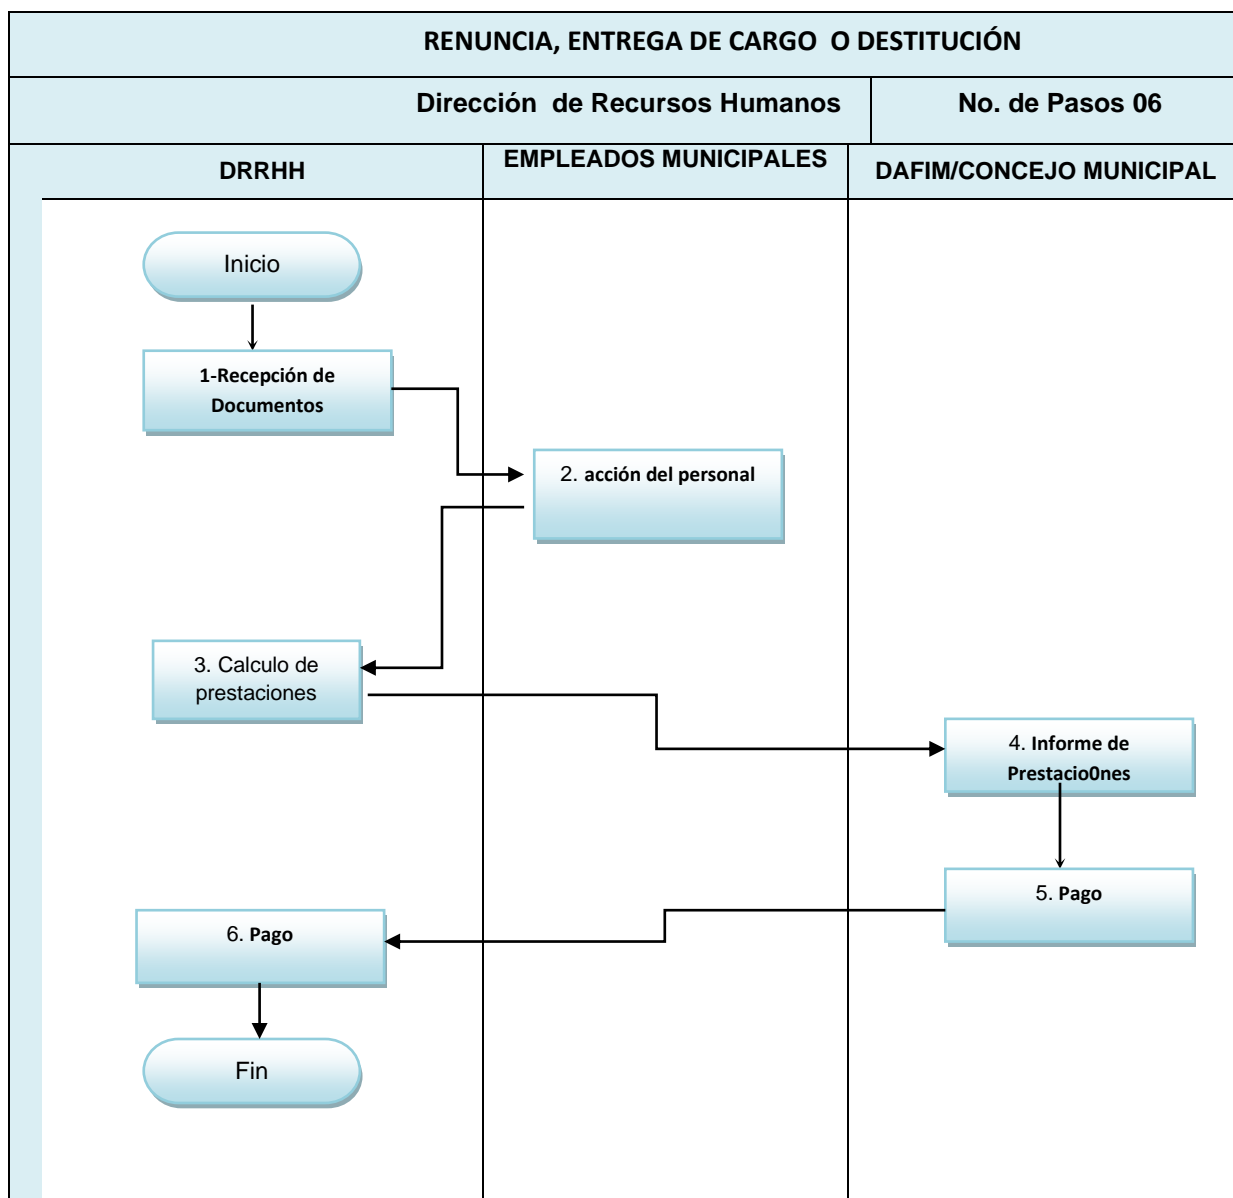 RENUNCIA, ENTREGA DE CARGO  O DESTITUCIÓN
Dirección  de Recursos Humanos
No. de Pasos 06
DRRHH
EMPLEADOS MUNICIPALES
DAFIM/CONCEJO MUNICIPAL
Inicio
1-Recepción de
Documentos
2. acción del personal
3. Calculo de
prestaciones
4. Informe de
Prestacio0nes
5. Pago
6. Pago
Fin